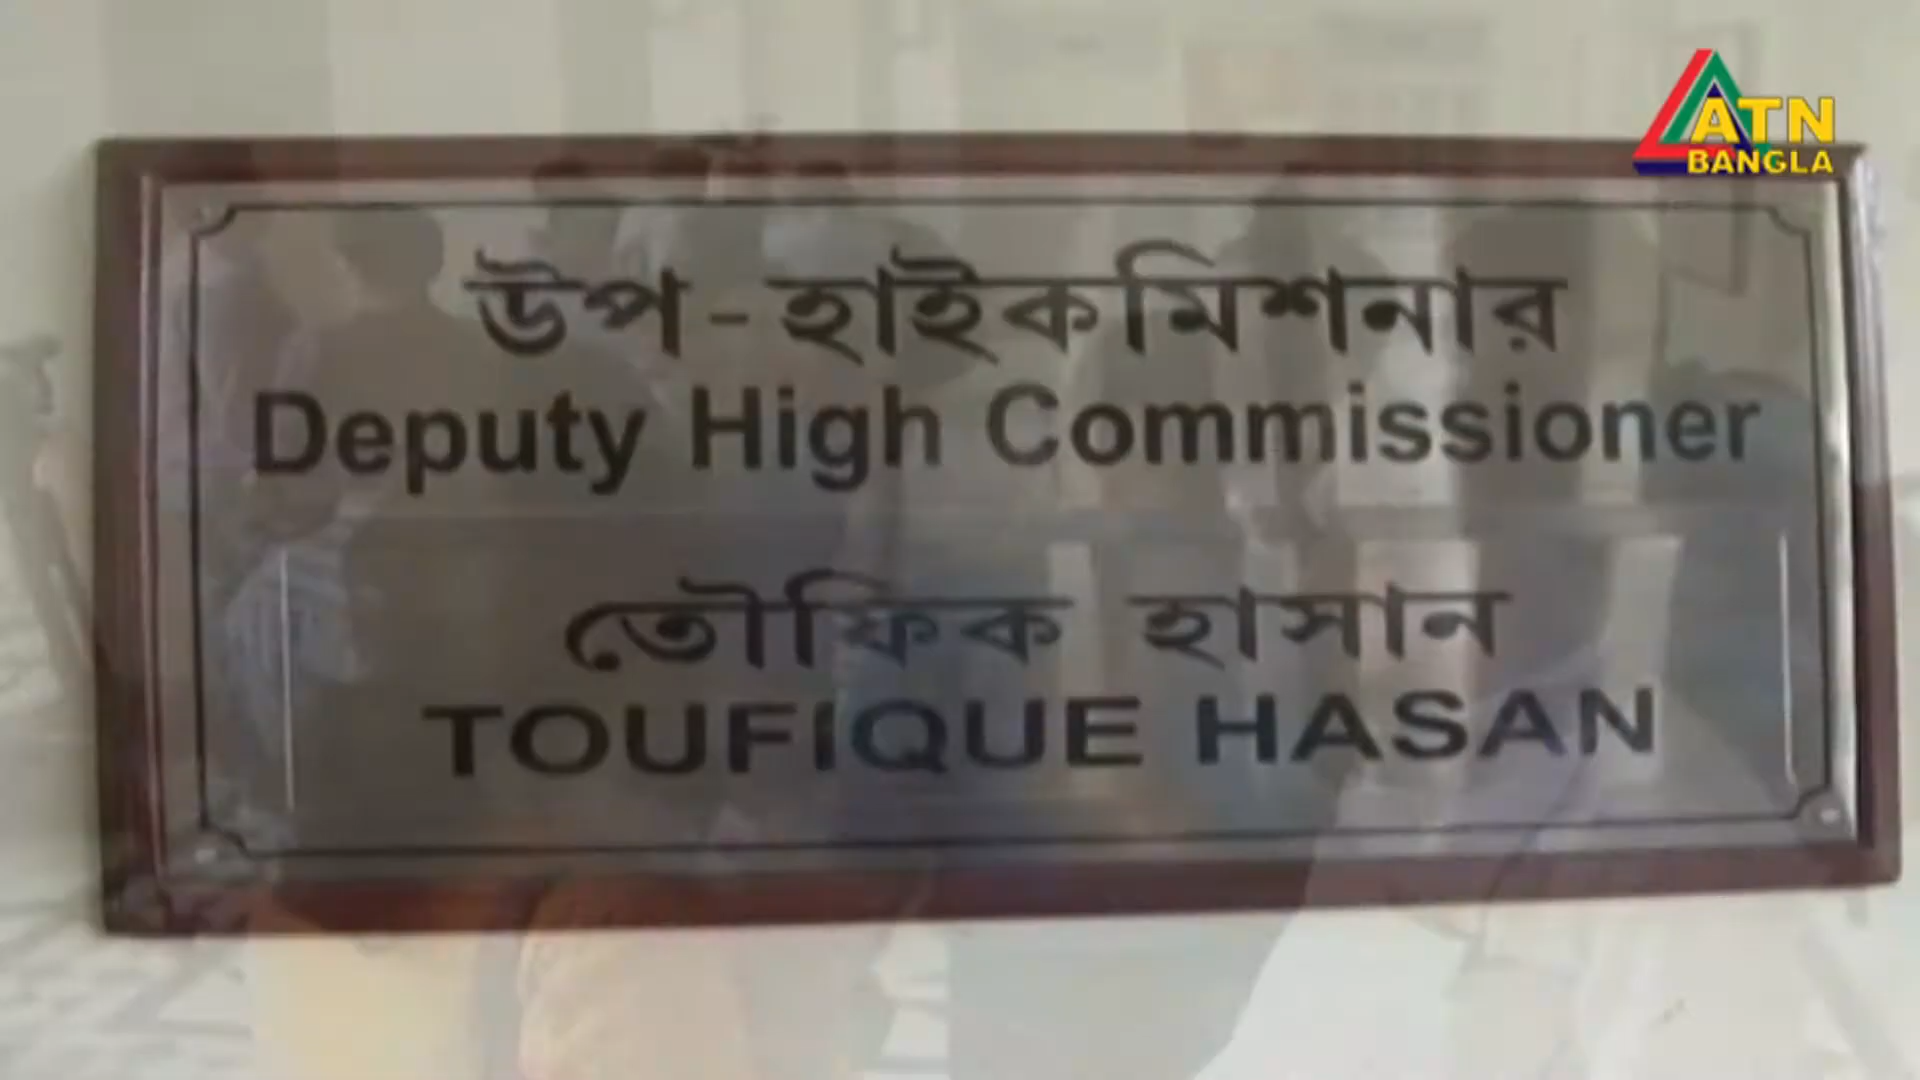 ATN
BANGLA
উপ-হাইকমিশনার
Deputy High Commissioner
তৌফিক হাসান
TOUFIQUE HASAN